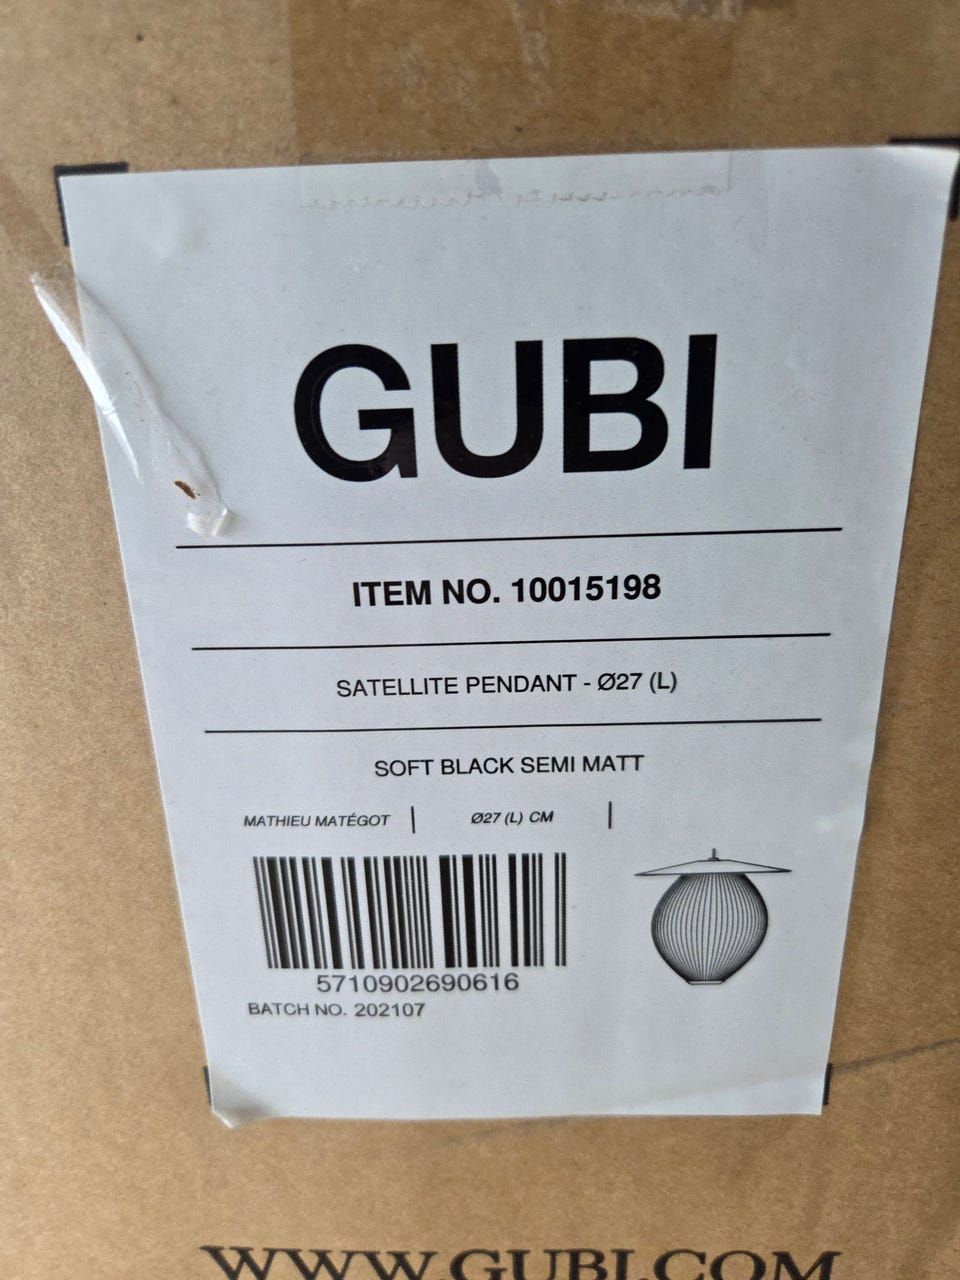 GUBI
ITEM NO. 10015198
SATELLITE PENDANT - Ø27 (L)
SOFT BLACK SEMI MATT
MATHIEU MATÉGOT | Ø27 (L) CM |
5710902690616
BATCH NO. 202107
WWW.GUBI.COM